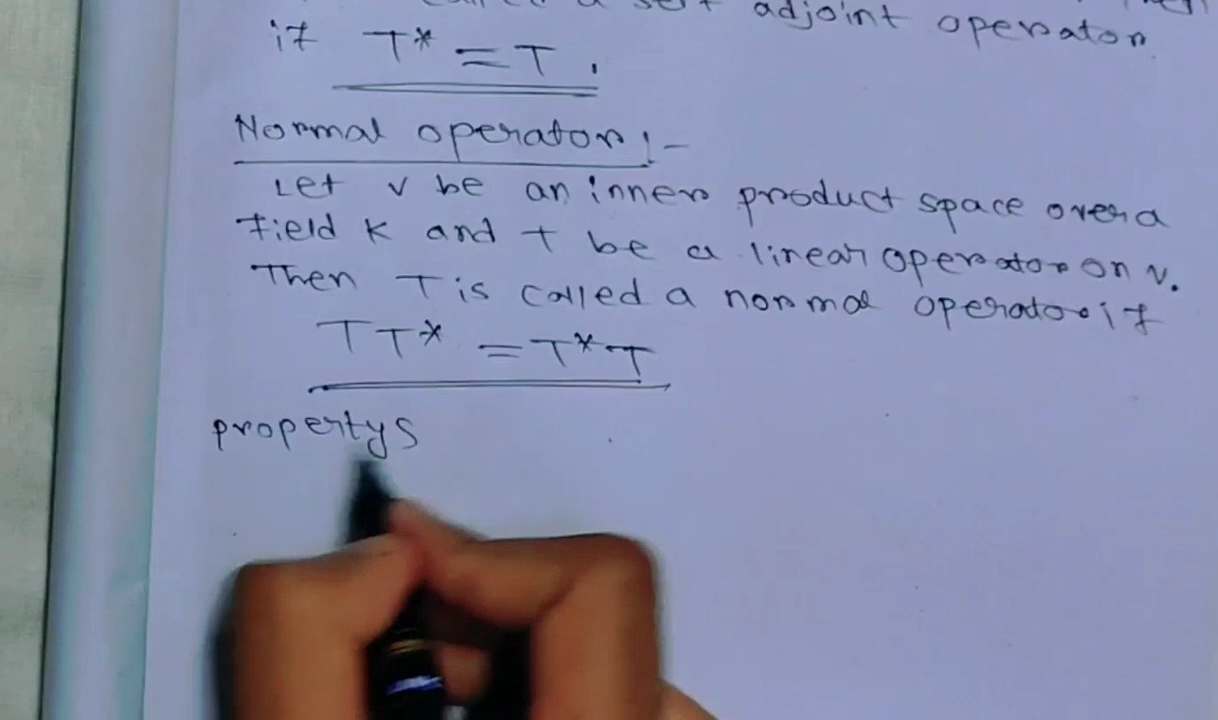 a self adjoint operator
if T* = T.
Normal operator :-
Let v be an inner product space over a
field K and T be a linear operator on v.
Then T is called a normal operator if
TT* = T*T
propertys